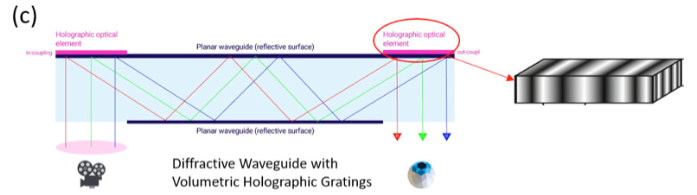 (c)
Holographic optical
element
in-coupling
Planar waveguide (reflective surface)
Holographic optical
element
out-coupl
Planar waveguide (reflective surface)
Diffractive Waveguide with
Volumetric Holographic Gratings